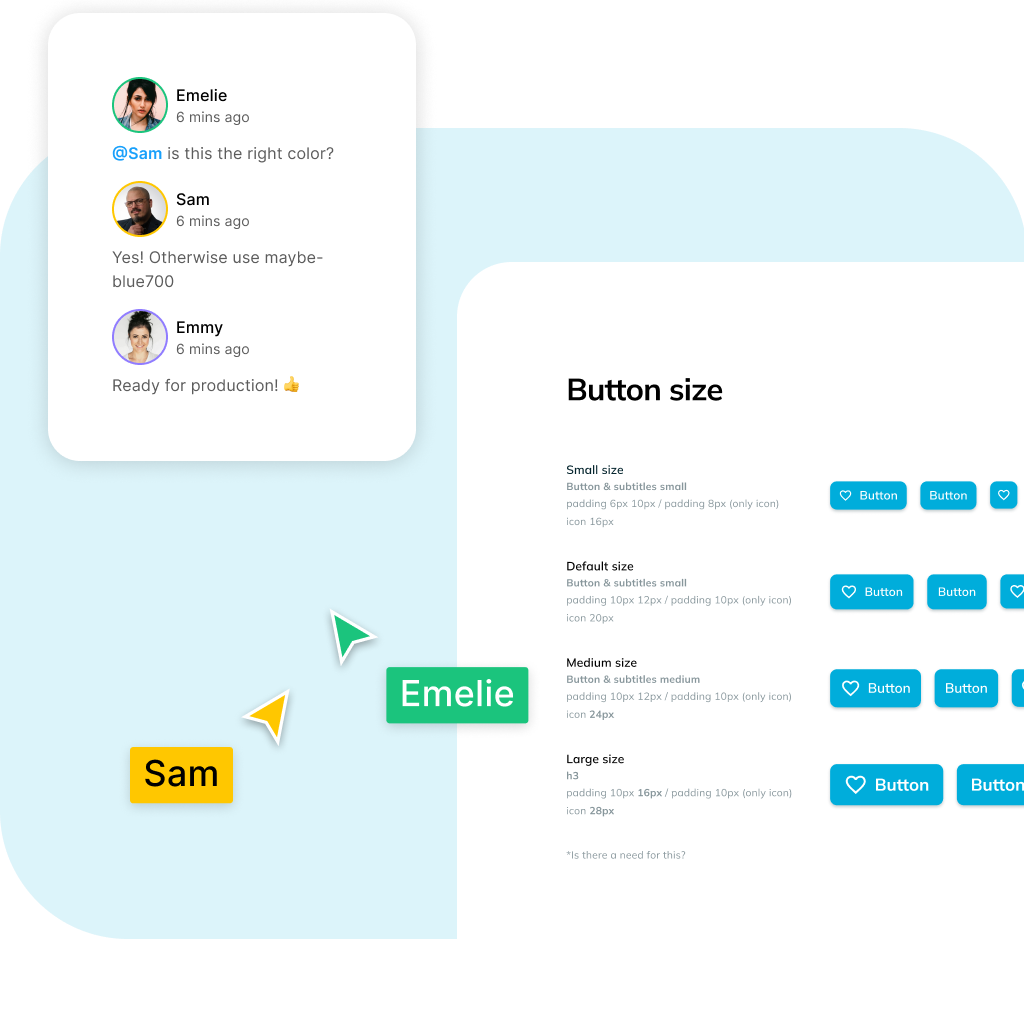 Emelie
6 mins ago
@Sam is this the right color?
Sam
6 mins ago
Yes! Otherwise use maybe-
blue700
Emmy
6 mins ago
Ready for production! 👍
Button size
Small size
Button & subtitles small
padding 6px 10px / padding 8px (only icon)
icon 16px
Button
Button
Default size
Button & subtitles small
padding 10px 12px / padding 10px (only icon)
icon 20px
Button
Button
Medium size
Button & subtitles medium
padding 10px 12px / padding 10px (only icon)
icon 24px
Button
Button
Large size
h3
padding 10px 16px / padding 10px (only icon)
icon 28px
Button
Button
*Is there a need for this?
Emelie
Sam